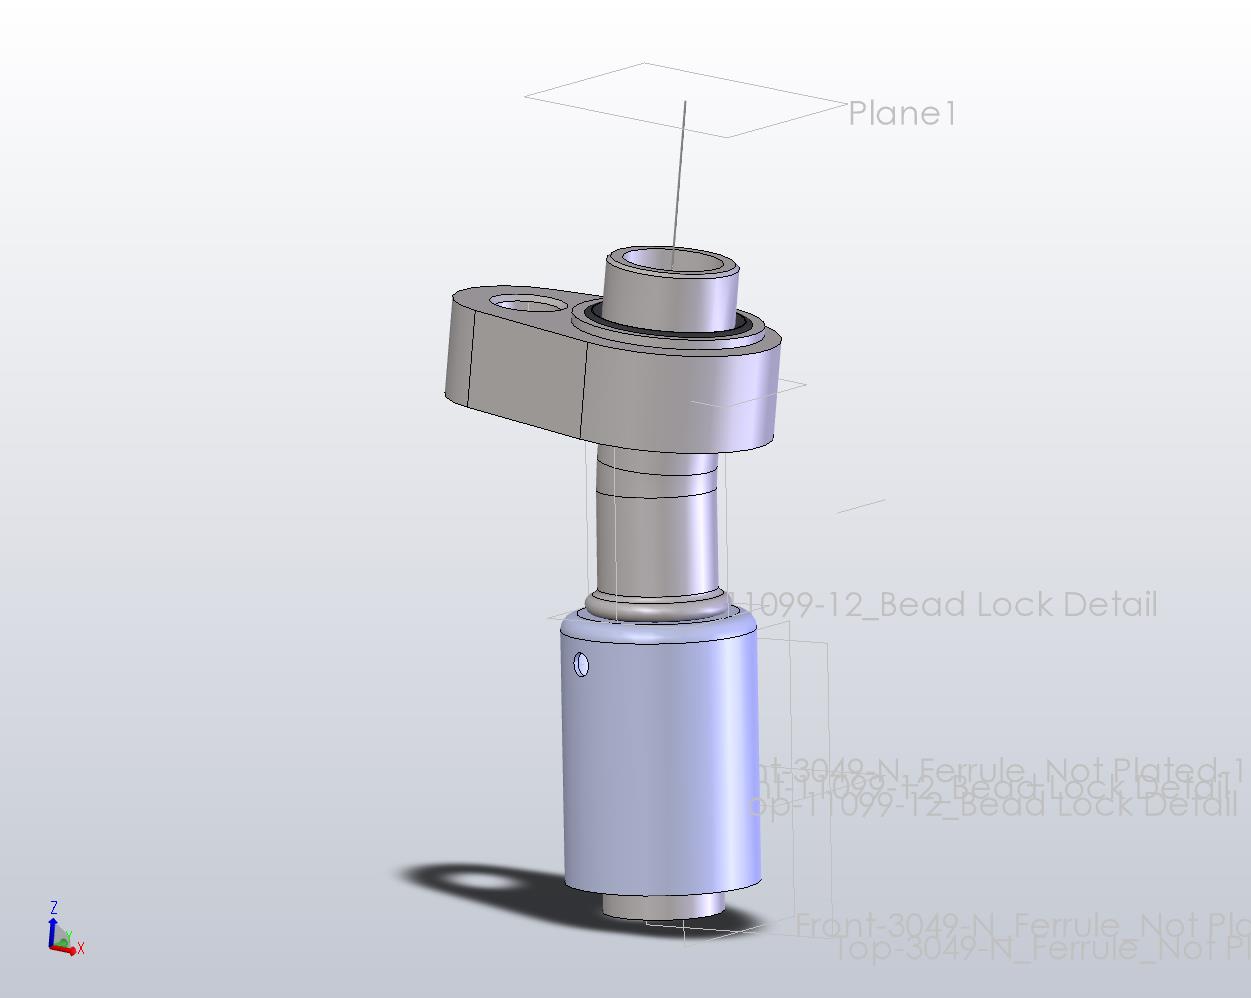 Plane1
11099-12_Bead Lock Detail
nt-3049-N_Ferrule_Not Plated-1
nt-11099-12_Bead Lock Detail
op-11099-12_Bead Lock Detail
Front-3049-N_Ferrule_Not Pla
Top-3049-N_Ferrule_Not Pl
Z
Y
X